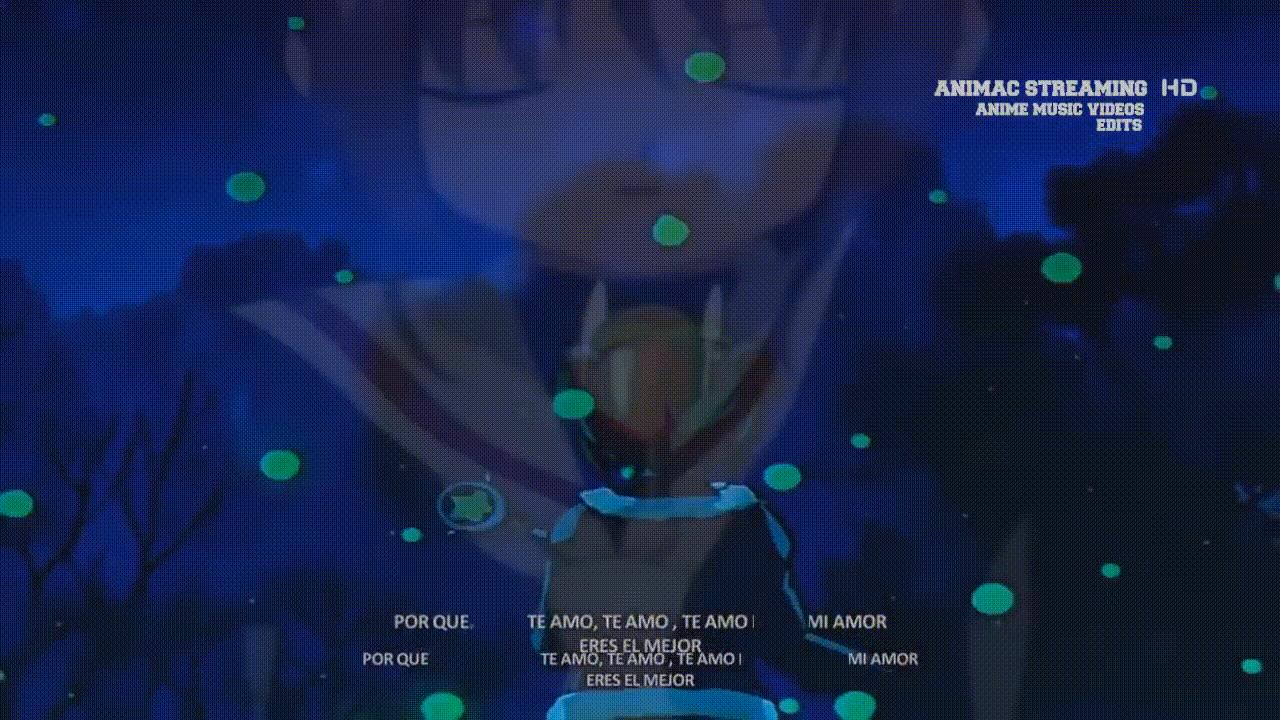 ANIMAC STREAMING HD
ANIME MUSIC VIDEOS
EDITS
POR QUE, TE AMO, TE AMO , TE AMO MI AMOR
ERES EL MEJOR
POR QUE TE AMO, TE AMO , TE AMO MI AMOR
ERES EL MEJOR